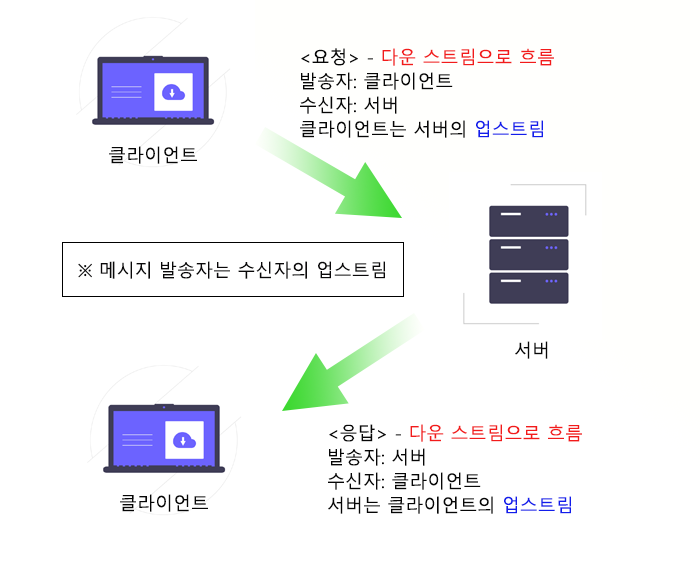 <요청> - 다운 스트림으로 흐름
발송자: 클라이언트
수신자: 서버
클라이언트는 서버의 업스트림
클라이언트
※ 메시지 발송자는 수신자의 업스트림
서버
<응답> - 다운 스트림으로 흐름
발송자: 서버
수신자: 클라이언트
서버는 클라이언트의 업스트림
클라이언트